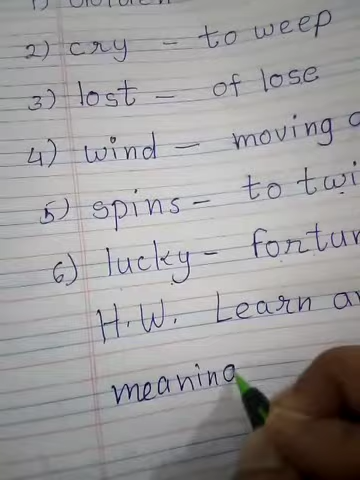 1)
2) cry - to weep
3) lost - of lose
4) wind - moving
5) spins - to twi
6) lucky - fortun
H.W. Learn a
meaning